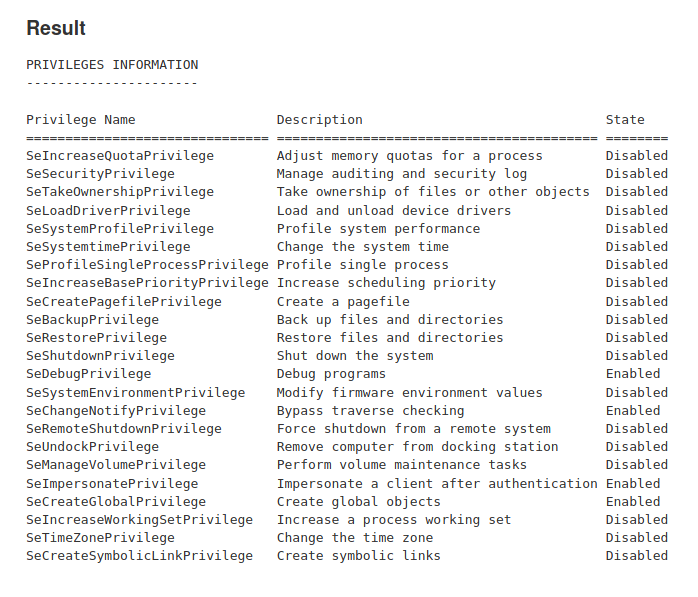 Result
PRIVILEGES INFORMATION
----------------------
Privilege Name                  Description                               State
=============================== ========================================= ========
SeIncreaseQuotaPrivilege        Adjust memory quotas for a process        Disabled
SeSecurityPrivilege             Manage auditing and security log          Disabled
SeTakeOwnershipPrivilege        Take ownership of files or other objects  Disabled
SeLoadDriverPrivilege           Load and unload device drivers            Disabled
SeSystemProfilePrivilege        Profile system performance                Disabled
SeSystemtimePrivilege           Change the system time                    Disabled
SeProfileSingleProcessPrivilege Profile single process                    Disabled
SeIncreaseBasePriorityPrivilege Increase scheduling priority              Disabled
SeCreatePagefilePrivilege       Create a pagefile                         Disabled
SeBackupPrivilege               Back up files and directories             Disabled
SeRestorePrivilege              Restore files and directories             Disabled
SeShutdownPrivilege             Shut down the system                      Disabled
SeDebugPrivilege                Debug programs                            Enabled
SeSystemEnvironmentPrivilege    Modify firmware environment values        Disabled
SeChangeNotifyPrivilege         Bypass traverse checking                  Enabled
SeRemoteShutdownPrivilege       Force shutdown from a remote system       Disabled
SeUndockPrivilege               Remove computer from docking station      Disabled
SeManageVolumePrivilege         Perform volume maintenance tasks          Disabled
SeImpersonatePrivilege          Impersonate a client after authentication Enabled
SeCreateGlobalPrivilege         Create global objects                     Enabled
SeIncreaseWorkingSetPrivilege   Increase a process working set            Disabled
SeTimeZonePrivilege             Change the time zone                      Disabled
SeCreateSymbolicLinkPrivilege   Create symbolic links                     Disabled